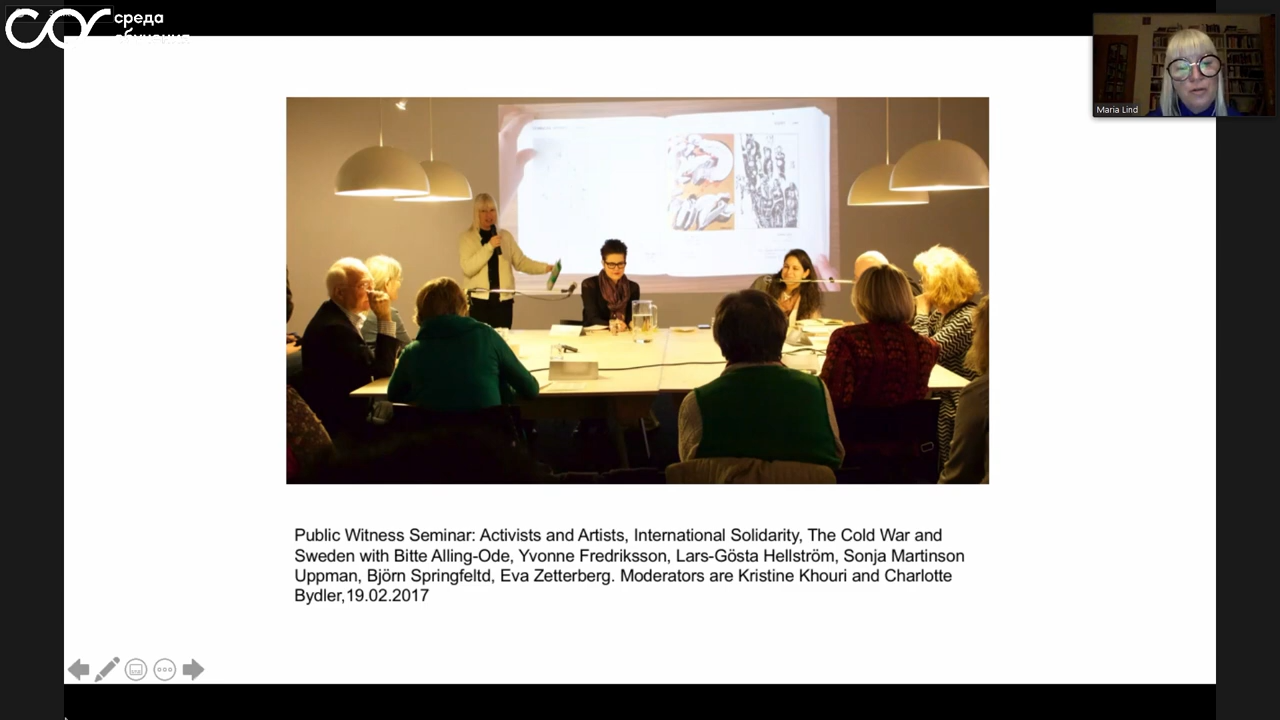 среда
обучения
Maria Lind
Public Witness Seminar: Activists and Artists, International Solidarity, The Cold War and
Sweden with Bitte Alling-Ode, Yvonne Fredriksson, Lars-Gösta Hellström, Sonja Martinson
Uppman, Björn Springfeltd, Eva Zetterberg. Moderators are Kristine Khouri and Charlotte
Bydler,19.02.2017